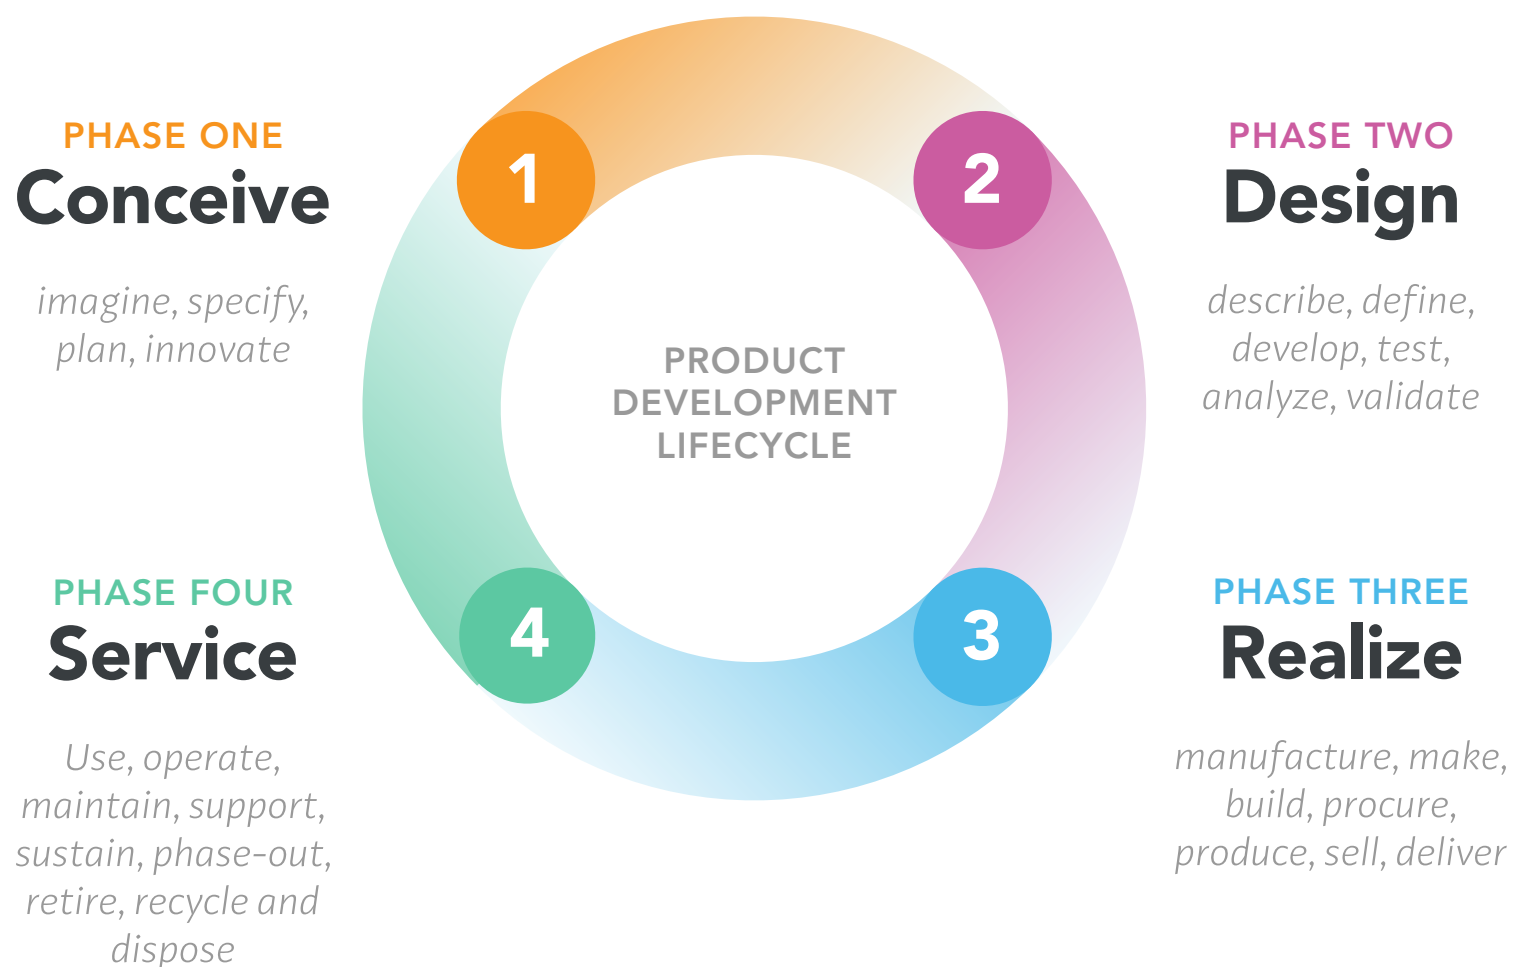 PHASE ONE
Conceive
imagine, specify,
plan, innovate
1
2
PHASE TWO
Design
describe, define,
develop, test,
analyze, validate
PRODUCT
DEVELOPMENT
LIFECYCLE
PHASE FOUR
Service
Use, operate,
maintain, support,
sustain, phase-out,
retire, recycle and
dispose
4
3
PHASE THREE
Realize
manufacture, make,
build, procure,
produce, sell, deliver